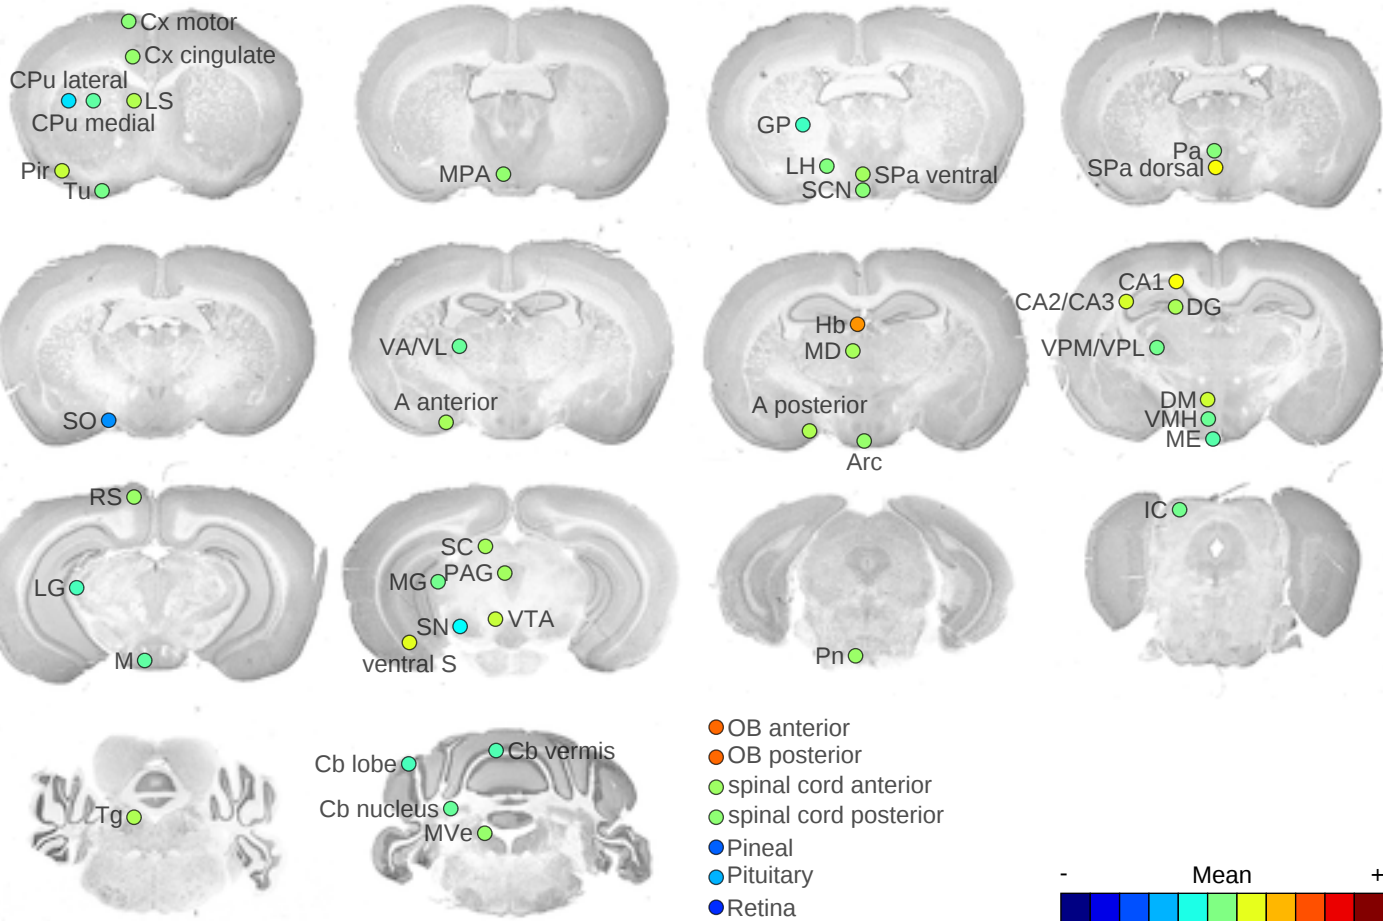 Cx motor
Cx cingulate
CPu lateral
LS
CPu medial
Pir
Tu
MPA
GP
LH
SPa ventral
SCN
Pa
SPa dorsal
SO
VA/VL
A anterior
Hb
MD
A posterior
Arc
CA1
CA2/CA3
DG
VPM/VPL
DM
VMH
ME
RS
LG
M
SC
PAG
MG
SN
VTA
ventral S
Pn
IC
Tg
Cb lobe
Cb vermis
Cb nucleus
MVe
OB anterior
OB posterior
spinal cord anterior
spinal cord posterior
Pineal
Pituitary
Retina
- Mean +